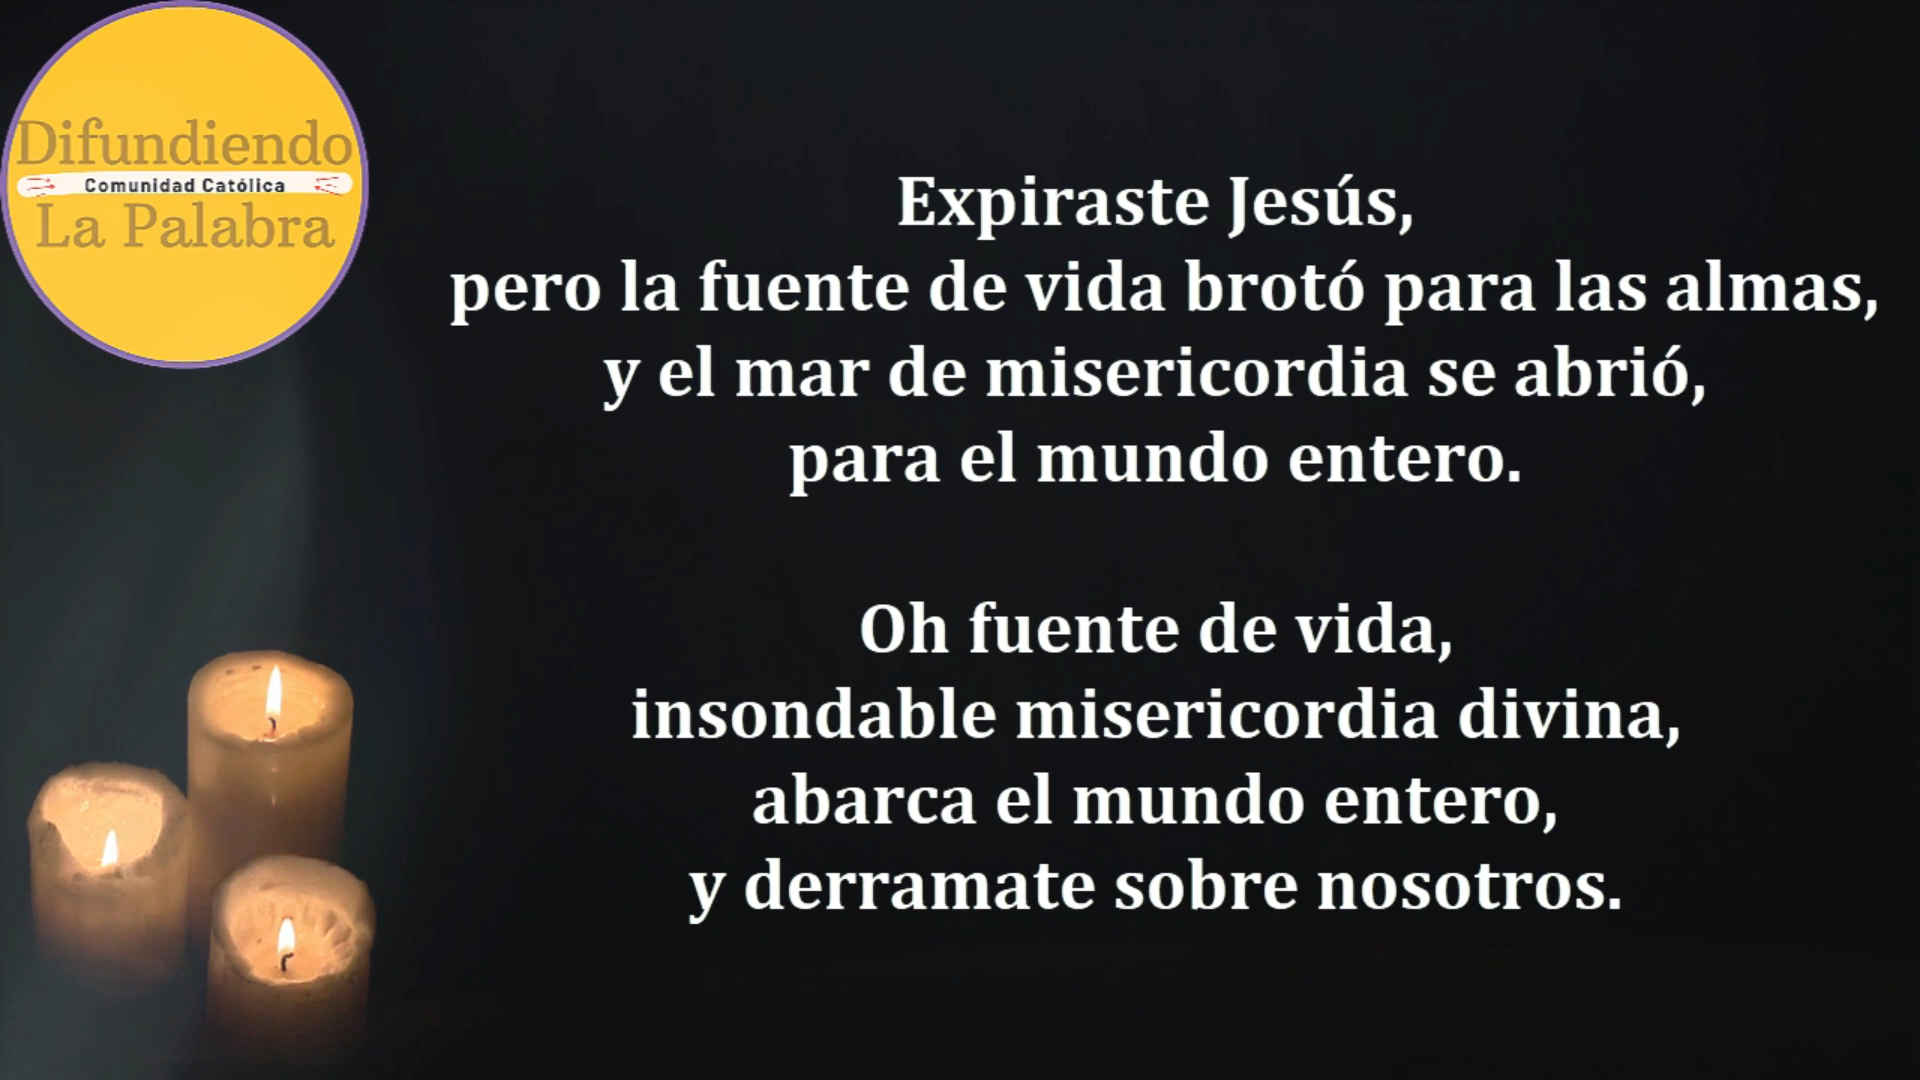 Difundiendo
Comunidad Católica
La Palabra
Expiraste Jesús,
pero la fuente de vida brotó para las almas,
y el mar de misericordia se abrió,
para el mundo entero.
Oh fuente de vida,
insondable misericordia divina,
abarca el mundo entero,
y derramate sobre nosotros.